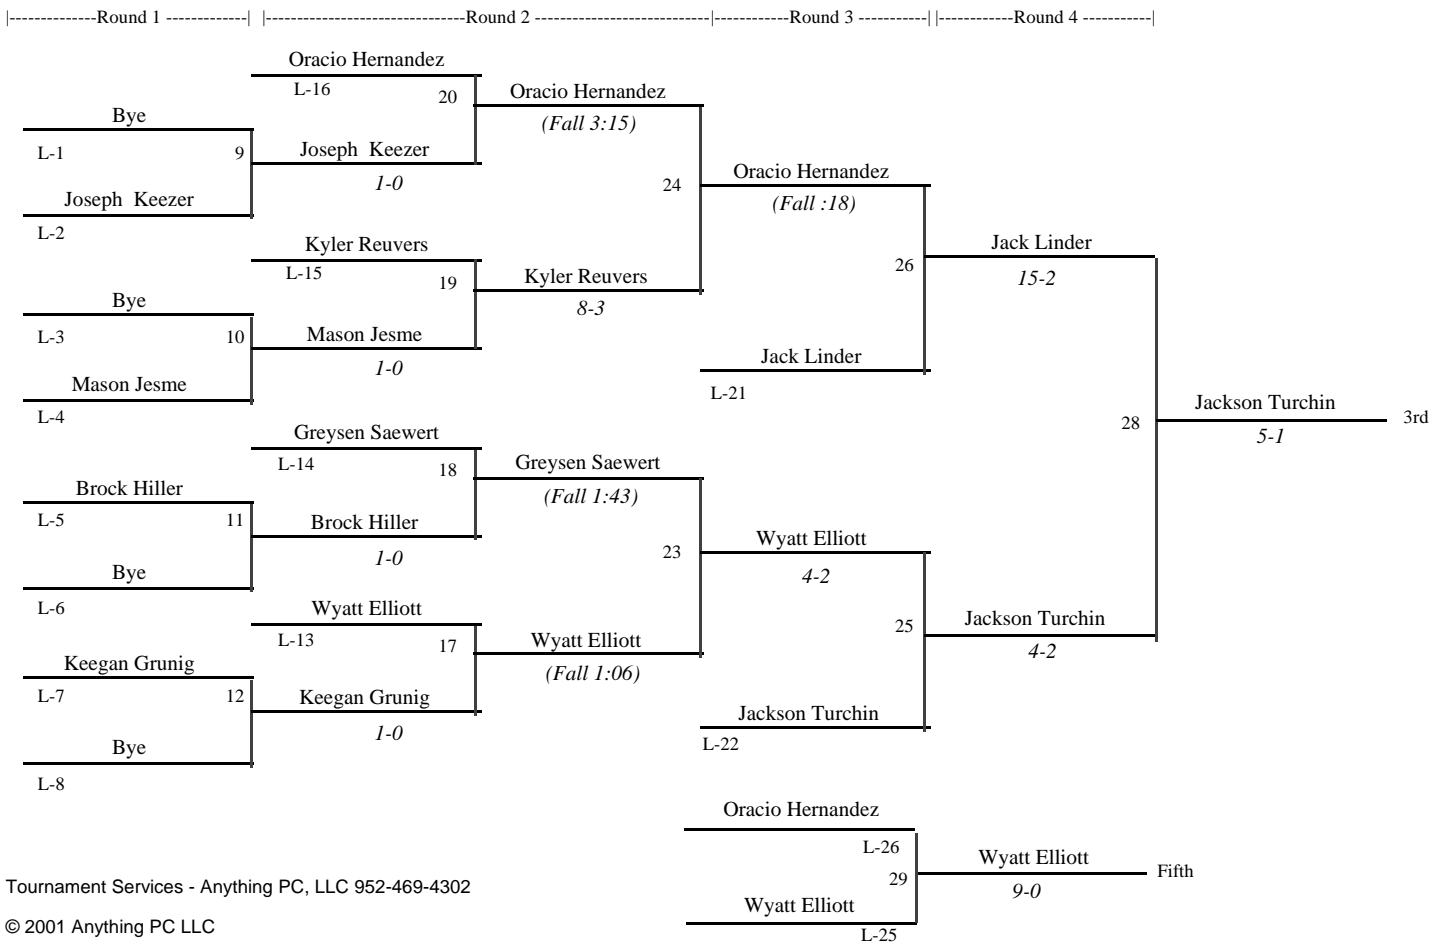 |--------------Round 1 -------------| |--------------------------------Round 2 ----------------------------|------------Round 3 -----------| |------------Round 4 -----------|
Oracio Hernandez
L-16
20
Oracio Hernandez
(Fall 3:15)
Bye
L-1
9
Joseph  Keezer
1-0
Joseph  Keezer
L-2
24
Oracio Hernandez
(Fall :18)
Kyler Reuvers
L-15
19
Kyler Reuvers
8-3
Bye
L-3
10
Mason Jesme
1-0
Mason Jesme
L-4
26
Jack Linder
15-2
Jack Linder
L-21
28
Jackson Turchin
5-1
3rd
Greysen Saewert
L-14
18
Greysen Saewert
(Fall 1:43)
Brock Hiller
L-5
11
Brock Hiller
1-0
Bye
L-6
23
Wyatt Elliott
4-2
Wyatt Elliott
L-13
17
Wyatt Elliott
(Fall 1:06)
Keegan Grunig
L-7
12
Keegan Grunig
1-0
Bye
L-8
25
Jackson Turchin
4-2
Jackson Turchin
L-22
Oracio Hernandez
L-26
29
Wyatt Elliott
9-0
Fifth
Wyatt Elliott
L-25
Tournament Services - Anything PC, LLC 952-469-4302
© 2001 Anything PC LLC